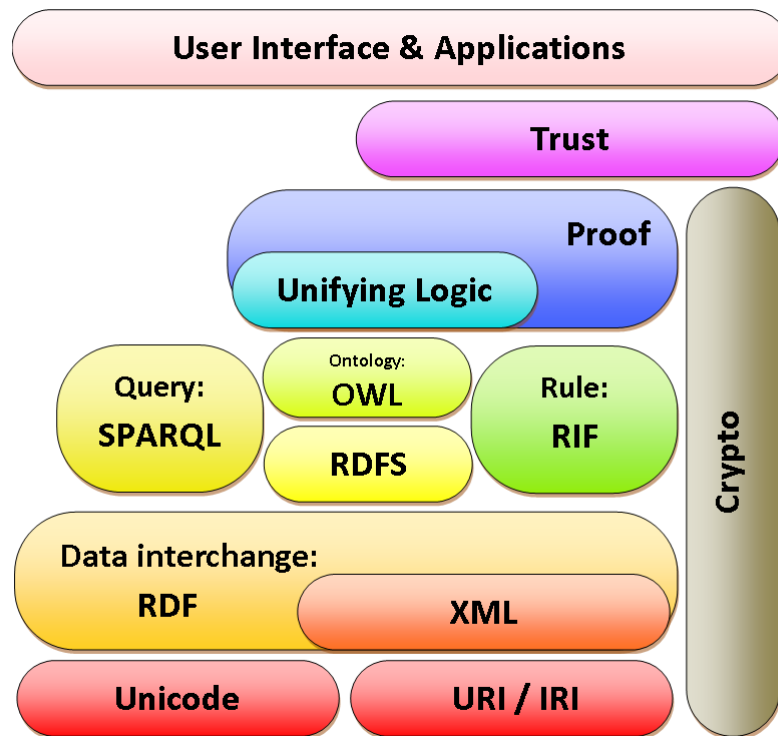 User Interface & Applications
Trust
Proof
Unifying Logic
Query:
SPARQL
Ontology:
OWL
RDFS
Rule:
RIF
Crypto
Data interchange:
RDF
XML
Unicode
URI / IRI